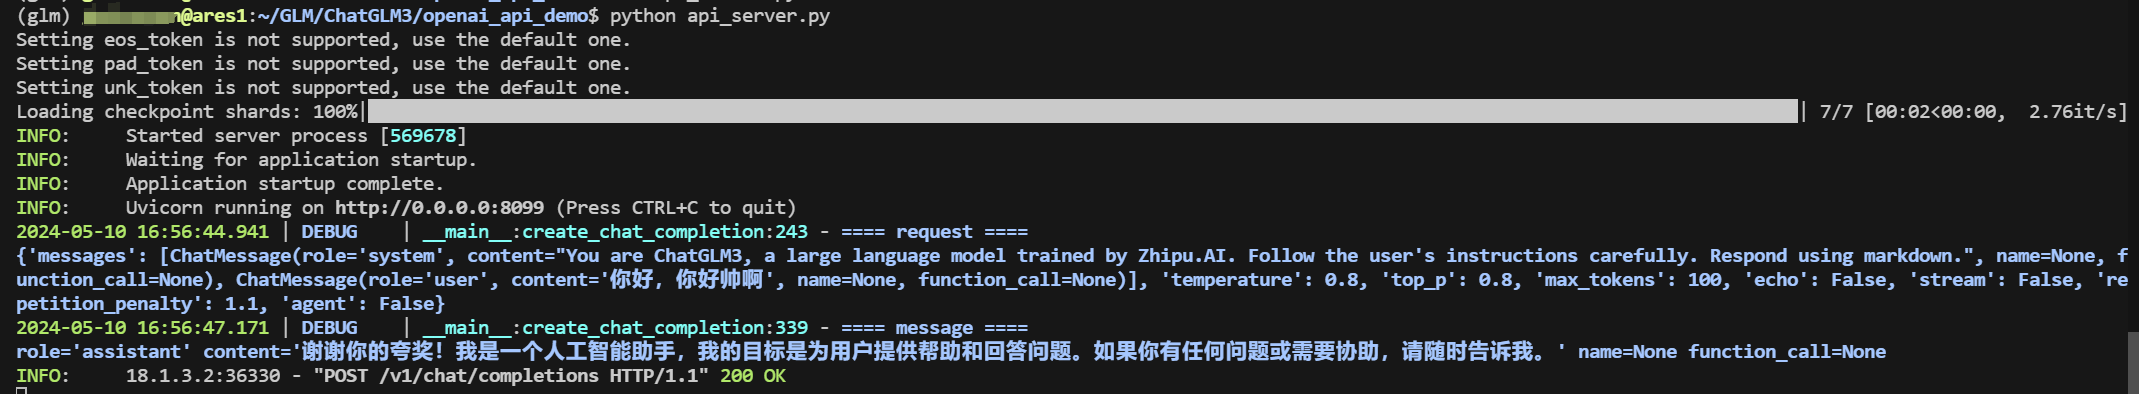 (glm) n@ares1:~/GLM/ChatGLM3/openai_api_demo$ python api_server.py
Setting eos_token is not supported, use the default one.
Setting pad_token is not supported, use the default one.
Setting unk_token is not supported, use the default one.
Loading checkpoint shards: 100%| | 7/7 [00:02<00:00,  2.76it/s]
INFO:     Started server process [569678]
INFO:     Waiting for application startup.
INFO:     Application startup complete.
INFO:     Uvicorn running on http://0.0.0.0:8099 (Press CTRL+C to quit)
2024-05-10 16:56:44.941 | DEBUG    | __main__:create_chat_completion:243 - ==== request ====
{'messages': [ChatMessage(role='system', content="You are ChatGLM3, a large language model trained by Zhipu.AI. Follow the user's instructions carefully. Respond using markdown.", name=None, f
unction_call=None), ChatMessage(role='user', content='你好，你好帅啊', name=None, function_call=None)], 'temperature': 0.8, 'top_p': 0.8, 'max_tokens': 100, 'echo': False, 'stream': False, 're
petition_penalty': 1.1, 'agent': False}
2024-05-10 16:56:47.171 | DEBUG    | __main__:create_chat_completion:339 - ==== message ====
role='assistant' content='谢谢你的夸奖！我是一个人工智能助手，我的目标是为用户提供帮助和回答问题。如果你有任何问题或需要协助，请随时告诉我。' name=None function_call=None
INFO:     18.1.3.2:36330 - "POST /v1/chat/completions HTTP/1.1" 200 OK